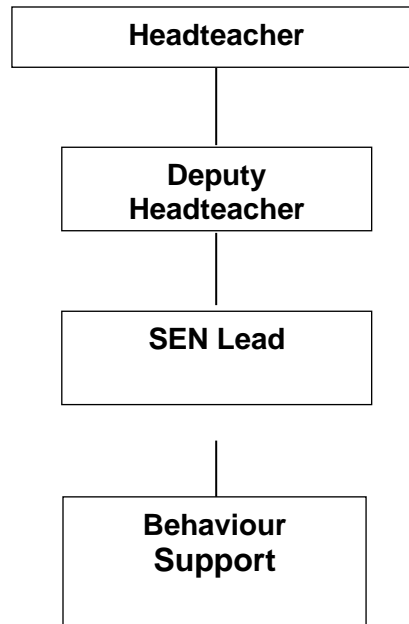 Headteacher
Deputy
Headteacher
SEN Lead
Behaviour
Support